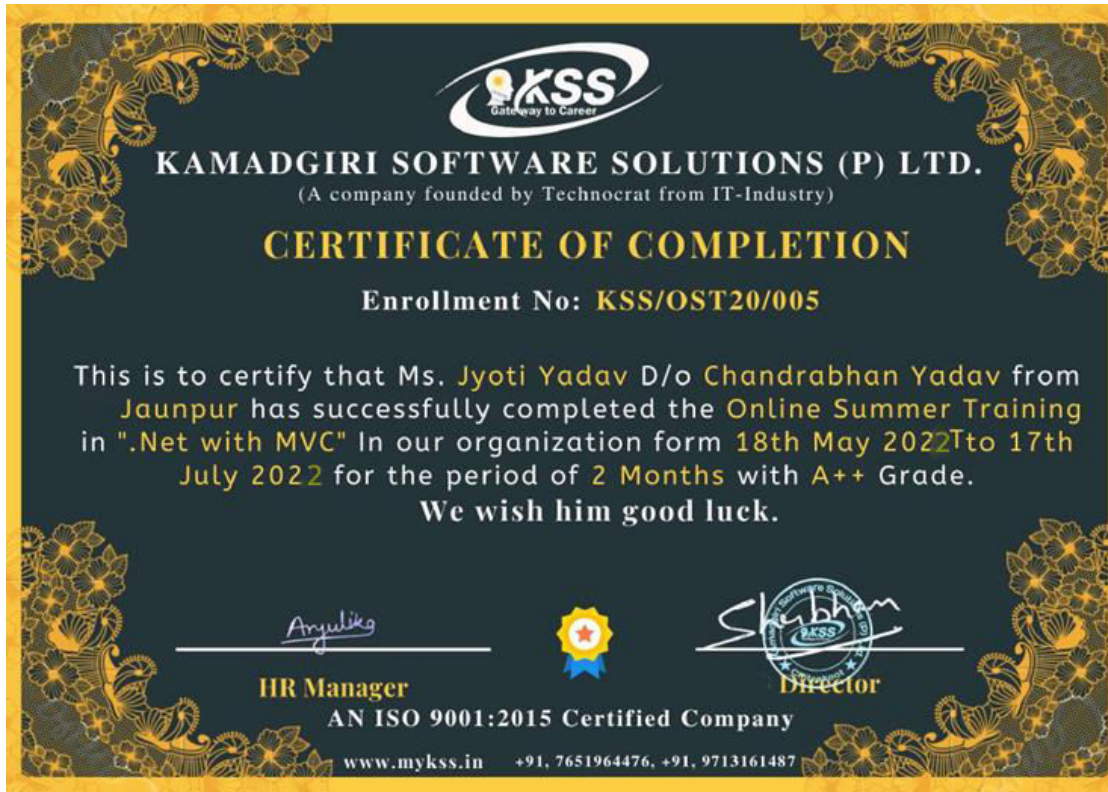 KSS
Gateway to Career
KAMADGIRI SOFTWARE SOLUTIONS (P) LTD.
(A company founded by Technocrat from IT-Industry)
CERTIFICATE OF COMPLETION
Enrollment No: KSS/OST20/005
This is to certify that Ms. Jyoti Yadav D/o Chandrabhan Yadav from
Jaunpur has successfully completed the Online Summer Training
in ".Net with MVC" In our organization form 18th May 2022Tto 17th
July 2022 for the period of 2 Months with A++ Grade.
We wish him good luck.
KSS
HR Manager
Director
AN ISO 9001:2015 Certified Company
www.mykss.in +91, 7651964476, +91, 9713161487